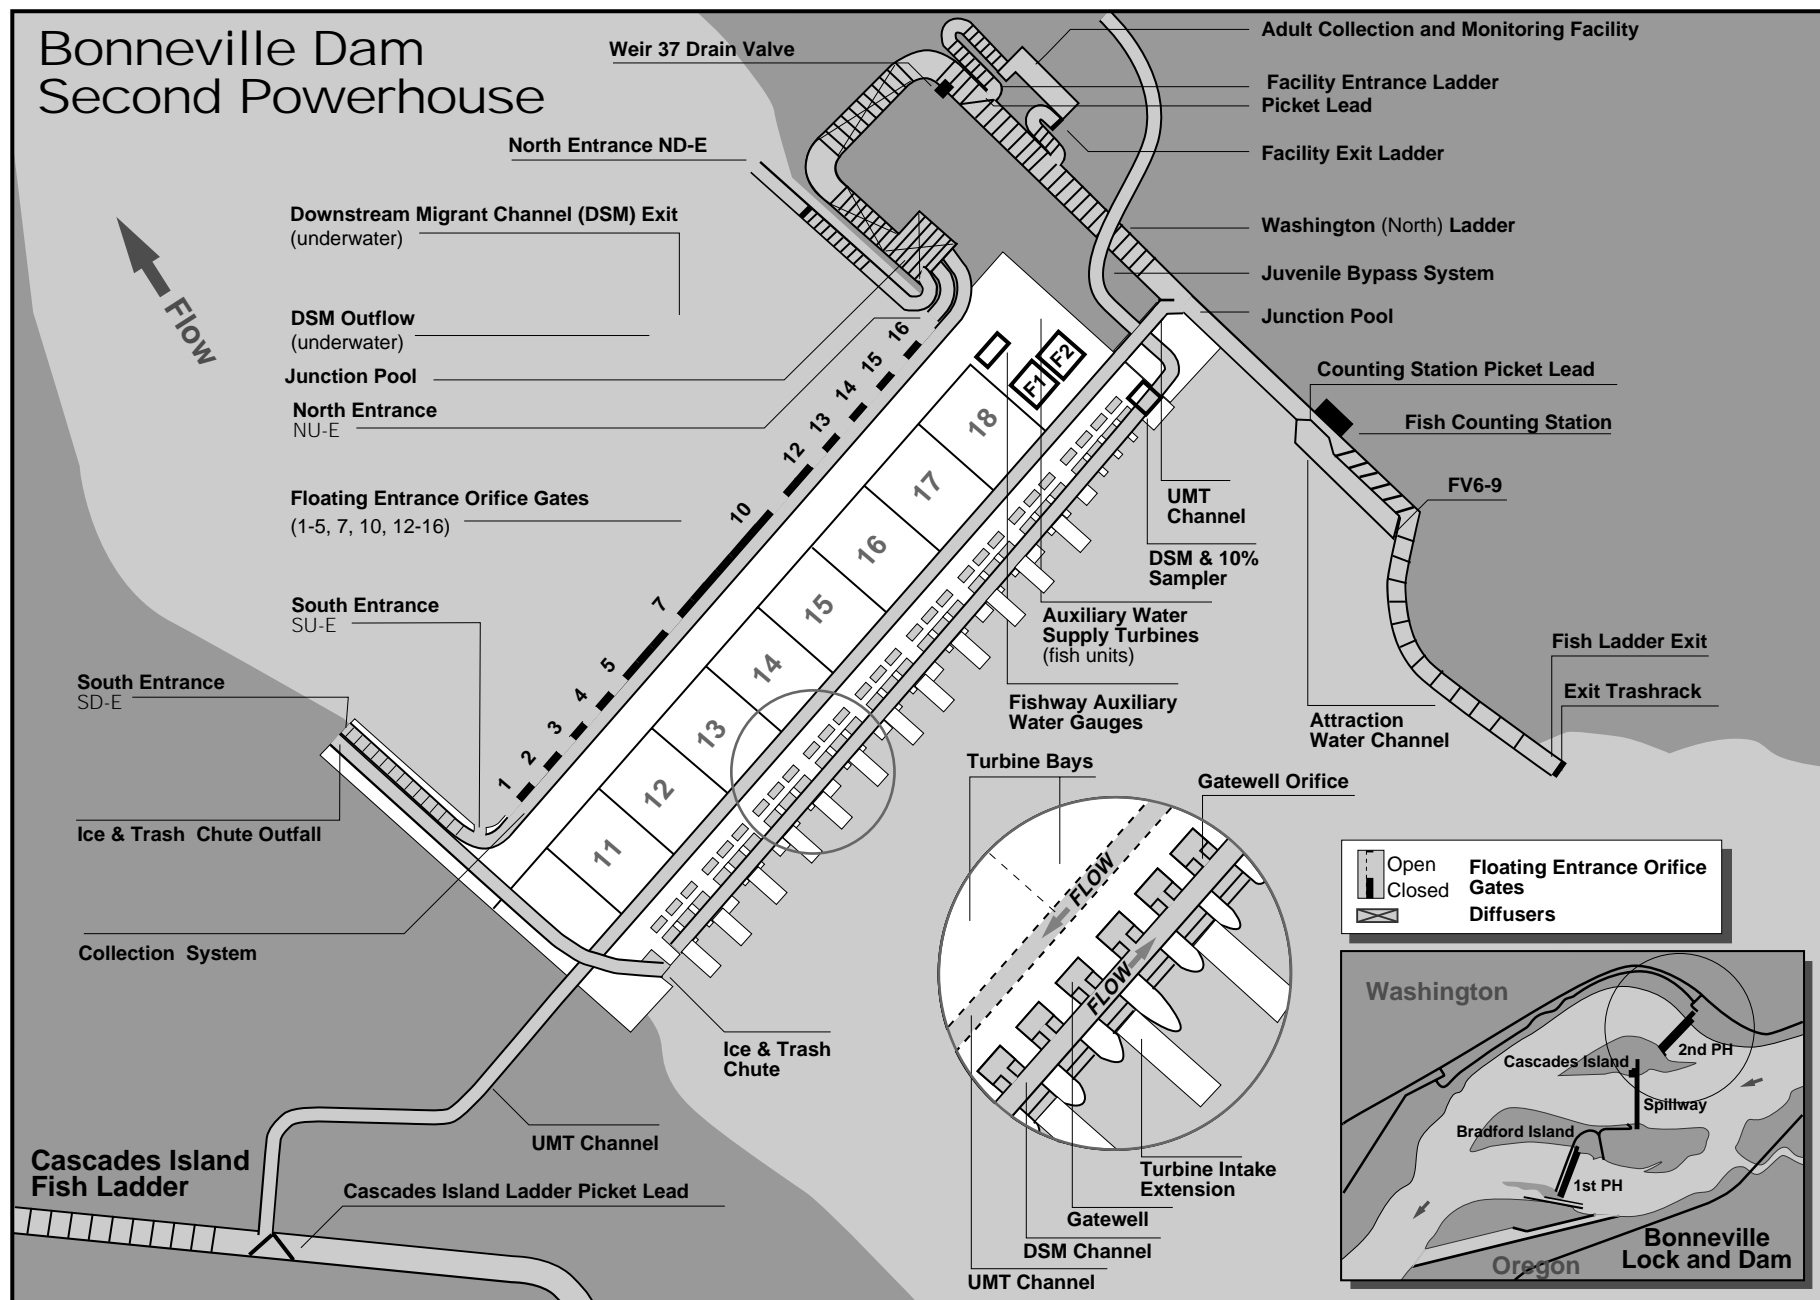 Bonneville Dam
Second Powerhouse
Weir 37 Drain Valve
North Entrance ND-E
Downstream Migrant Channel (DSM) Exit
(underwater)
Flow
DSM Outflow
(underwater)
Junction Pool
North Entrance
NU-E
Floating Entrance Orifice Gates
(1-5, 7, 10, 12-16)
South Entrance
SU-E
South Entrance
SD-E
Ice & Trash Chute Outfall
Collection System
1
2
3
4
5
7
10
12
13
14
15
16
11
12
13
14
15
16
17
18
F1
F2
Adult Collection and Monitoring Facility
Facility Entrance Ladder
Picket Lead
Facility Exit Ladder
Washington (North) Ladder
Juvenile Bypass System
Junction Pool
Counting Station Picket Lead
Fish Counting Station
FV6-9
UMT
Channel
DSM & 10%
Sampler
Auxiliary Water
Supply Turbines
(fish units)
Fishway Auxiliary
Water Gauges
Fish Ladder Exit
Exit Trashrack
Attraction
Water Channel
Turbine Bays
Gatewell Orifice
FLOW
FLOW
Turbine Intake
Extension
Gatewell
DSM Channel
UMT Channel
Ice & Trash
Chute
UMT Channel
Cascades Island
Fish Ladder
Cascades Island Ladder Picket Lead
Open
Closed
Floating Entrance Orifice
Gates
Diffusers
Washington
2nd PH
Cascades Island
Spillway
Bradford Island
1st PH
Bonneville
Lock and Dam
Oregon